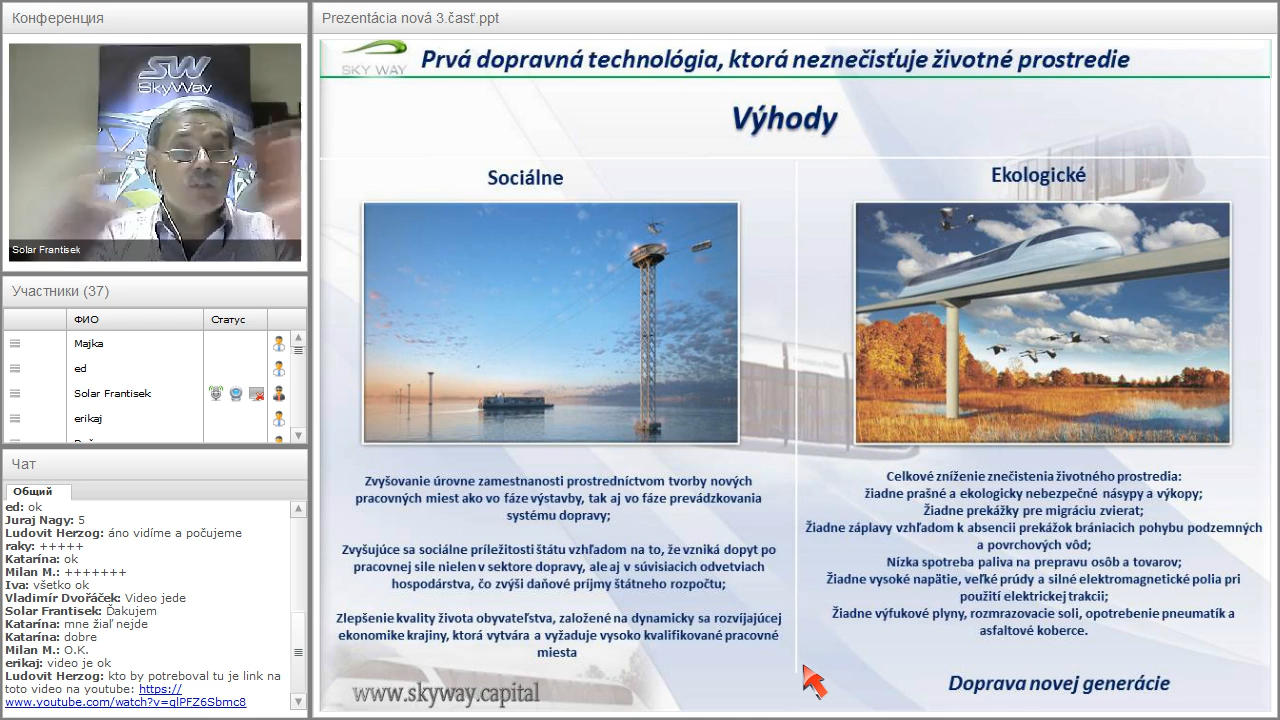 Конференция
SW
SkyWay
Solar Frantisek
Участники (37)
ФИО
Статус
Majka
ed
Solar Frantisek
erikaj
Чат
Общий
ed: ok
Juraj Nagy: 5
Ludovit Herzog: áno vidíme a počujeme
raky: +++++
Katarína: ok
Milan M.: +++++++
Iva: všetko ok
Vladimír Dvořáček: Video jede
Solar Frantisek: Ďakujem
Katarína: mne žiaľ nejde
Katarína: dobre
Milan M.: O.K.
erikaj: video je ok
Ludovit Herzog: kto by potreboval tu je link na
toto video na youtube: https://
www.youtube.com/watch?v=qlPFZ6Sbmc8
Prezentácia nová 3.časť.ppt
SKY WAY
Prvá dopravná technológia, ktorá neznečisťuje životné prostredie
Výhody
Sociálne
Zvyšovanie úrovne zamestnanosti prostredníctvom tvorby nových
pracovných miest ako vo fáze výstavby, tak aj vo fáze prevádzkovania
systému dopravy;
Zvyšujúce sa sociálne príležitosti štátu vzhľadom na to, že vzniká dopyt po
pracovnej sile nielen v sektore dopravy, ale aj v súvisiacich odvetviach
hospodárstva, čo zvýši daňové príjmy štátneho rozpočtu;
Zlepšenie kvality života obyvateľstva, založené na dynamicky sa rozvíjajúcej
ekonomike krajiny, ktorá vytvára a vyžaduje vysoko kvalifikované pracovné
miesta
www.skyway.capital
Ekologické
Celkové zníženie znečistenia životného prostredia:
žiadne prašné a ekologicky nebezpečné násypy a výkopy;
Žiadne prekážky pre migráciu zvierat;
Žiadne záplavy vzhľadom k absencii prekážok brániacich pohybu podzemných
a povrchových vôd;
Nízka spotreba paliva na prepravu osôb a tovarov;
Žiadne vysoké napätie, veľké prúdy a silné elektromagnetické polia pri
použití elektrickej trakcii;
Žiadne výfukové plyny, rozmrazovacie soli, opotrebenie pneumatík a
asfaltové koberce.
Doprava novej generácie